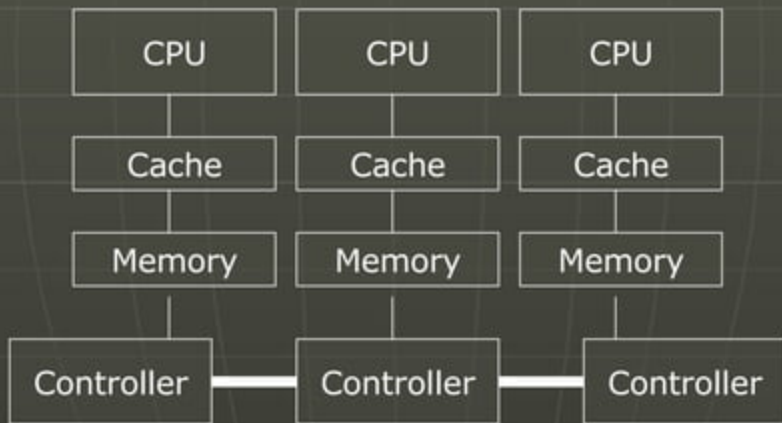 CPU CPU CPU
Cache Cache Cache
Memory Memory Memory
Controller Controller Controller